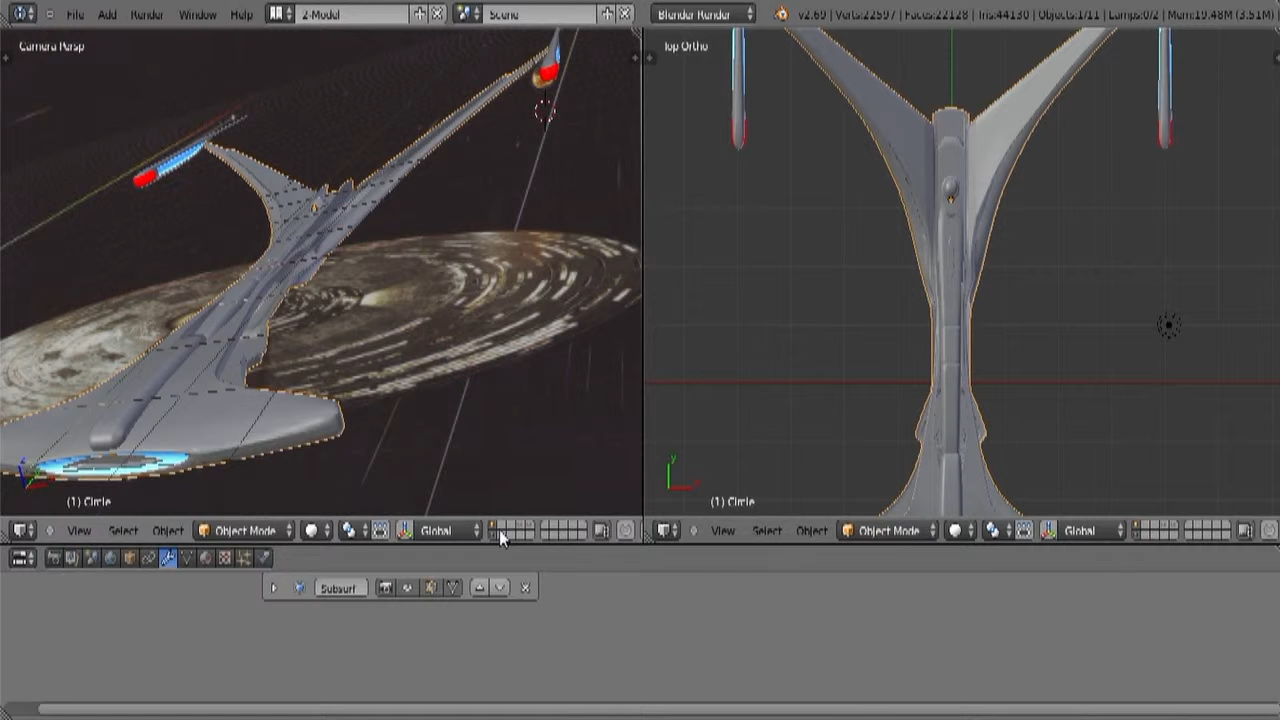 File Add Render Window Help 2-Model Scene Blender Render v2.69 | Verts:22597 | Faces:22128 | Tris:44130 | Objects:1/11 | Lamps:0/2 | Mem:19.48M (3.51M)
Camera Persp Top Ortho
(1) Circle (1) Circle
View Select Object Object Mode Global View Select Object Object Mode Global
Subsurf